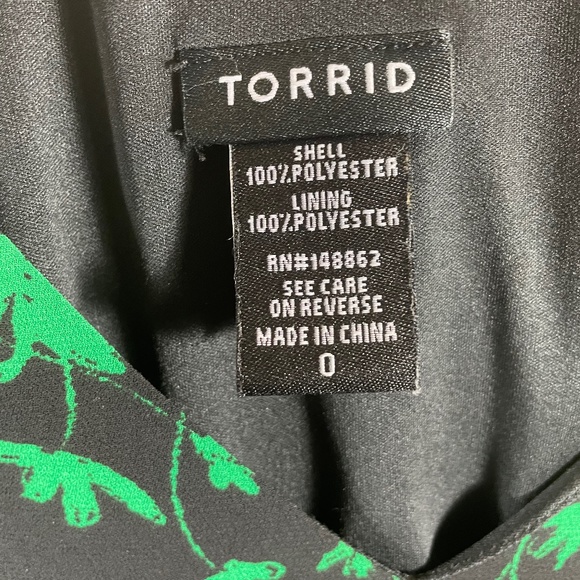 TORRID
SHELL
100%POLYESTER
LINING
100%POLYESTER
RN#148862
SEE CARE
ON REVERSE
MADE IN CHINA
0